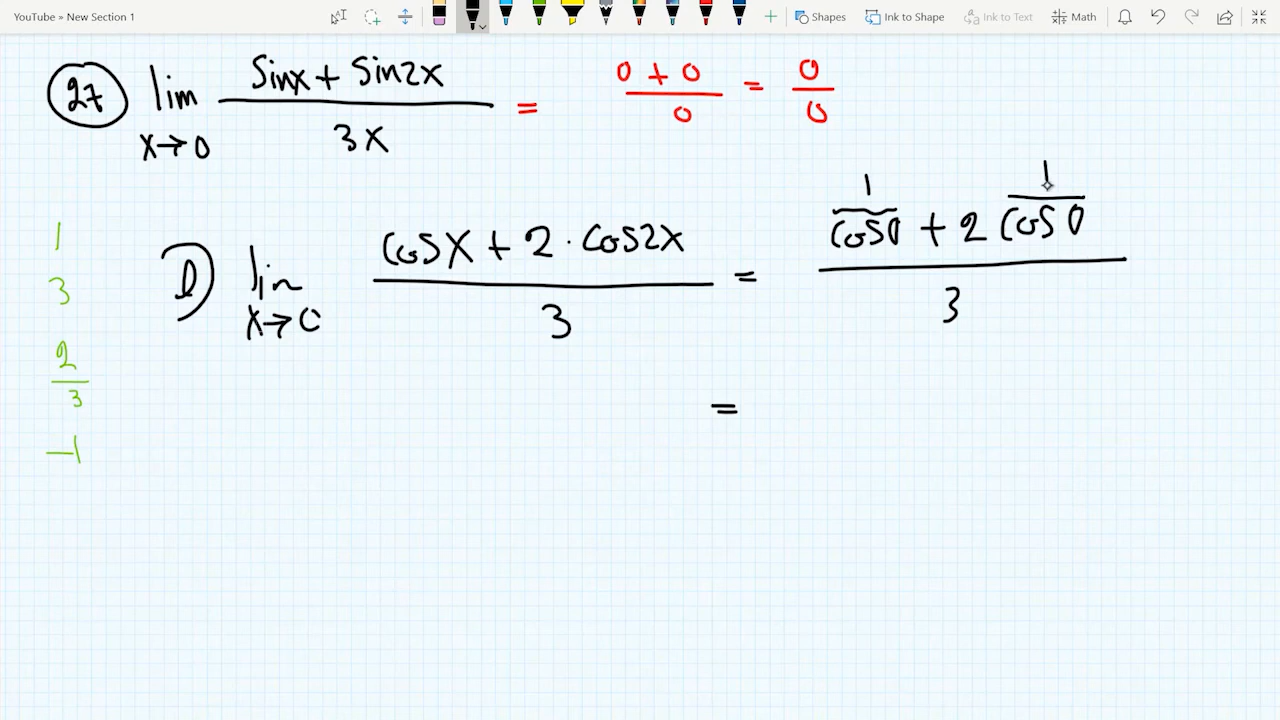 YouTube » New Section 1
Shapes Ink to Shape Ink to Text Math
27 lim x→0 (sinx + sin2x)/(3x) = (0 + 0)/0 = 0/0
1
3
2/3
-1
D) lim x→0 (cosx + 2 · cos2x)/3 = (cos0 + 2 cos0)/3
1 1
=